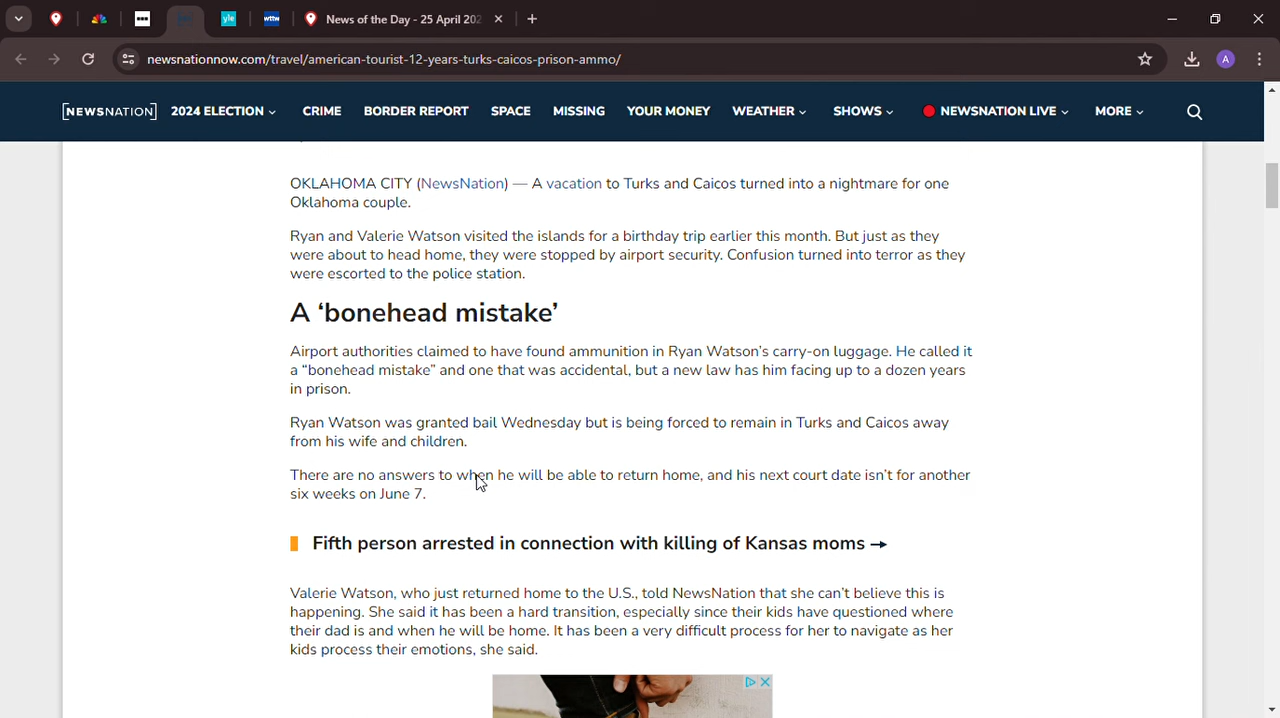 yle
wttw
News of the Day - 25 April 202
newsnationnow.com/travel/american-tourist-12-years-turks-caicos-prison-ammo/
A
[NEWSNATION]
2024 ELECTION
CRIME
BORDER REPORT
SPACE
MISSING
YOUR MONEY
WEATHER
SHOWS
NEWSNATION LIVE
MORE
OKLAHOMA CITY (NewsNation) — A vacation to Turks and Caicos turned into a nightmare for one
Oklahoma couple.
Ryan and Valerie Watson visited the islands for a birthday trip earlier this month. But just as they
were about to head home, they were stopped by airport security. Confusion turned into terror as they
were escorted to the police station.
A ‘bonehead mistake’
Airport authorities claimed to have found ammunition in Ryan Watson’s carry-on luggage. He called it
a “bonehead mistake” and one that was accidental, but a new law has him facing up to a dozen years
in prison.
Ryan Watson was granted bail Wednesday but is being forced to remain in Turks and Caicos away
from his wife and children.
There are no answers to when he will be able to return home, and his next court date isn’t for another
six weeks on June 7.
Fifth person arrested in connection with killing of Kansas moms →
Valerie Watson, who just returned home to the U.S., told NewsNation that she can’t believe this is
happening. She said it has been a hard transition, especially since their kids have questioned where
their dad is and when he will be home. It has been a very difficult process for her to navigate as her
kids process their emotions, she said.